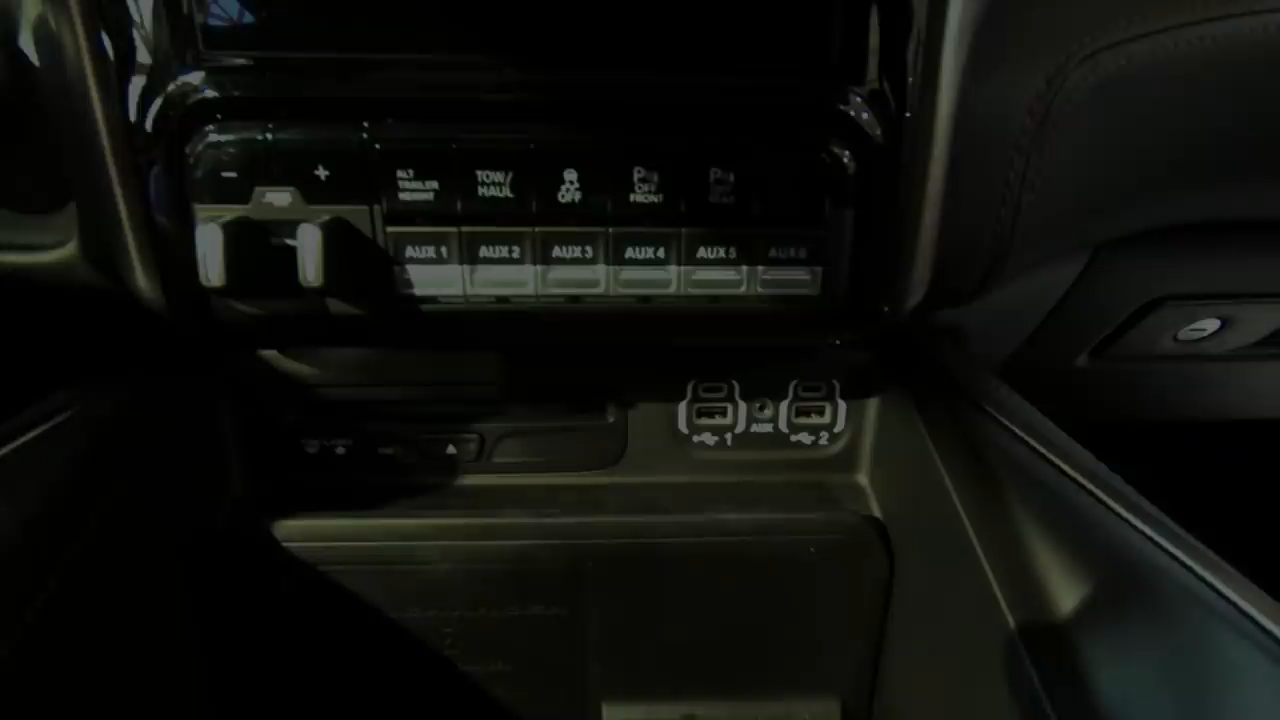 - +
ALT
TRAILER
HEIGHT
TOW/
HAUL
OFF
P
OFF
FRONT
P
AUX 1 AUX 2 AUX 3 AUX 4 AUX 5 AUX 6
AUX
1 2